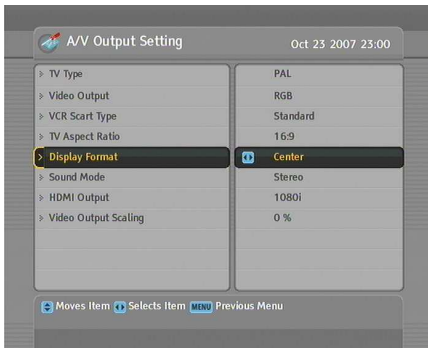 A/V Output Setting Oct 23 2007 23:00
TV Type PAL
Video Output RGB
VCR Scart Type Standard
TV Aspect Ratio 16:9
Display Format Center
Sound Mode Stereo
HDMI Output 1080i
Video Output Scaling 0 %
Moves Item Selects Item MENU Previous Menu